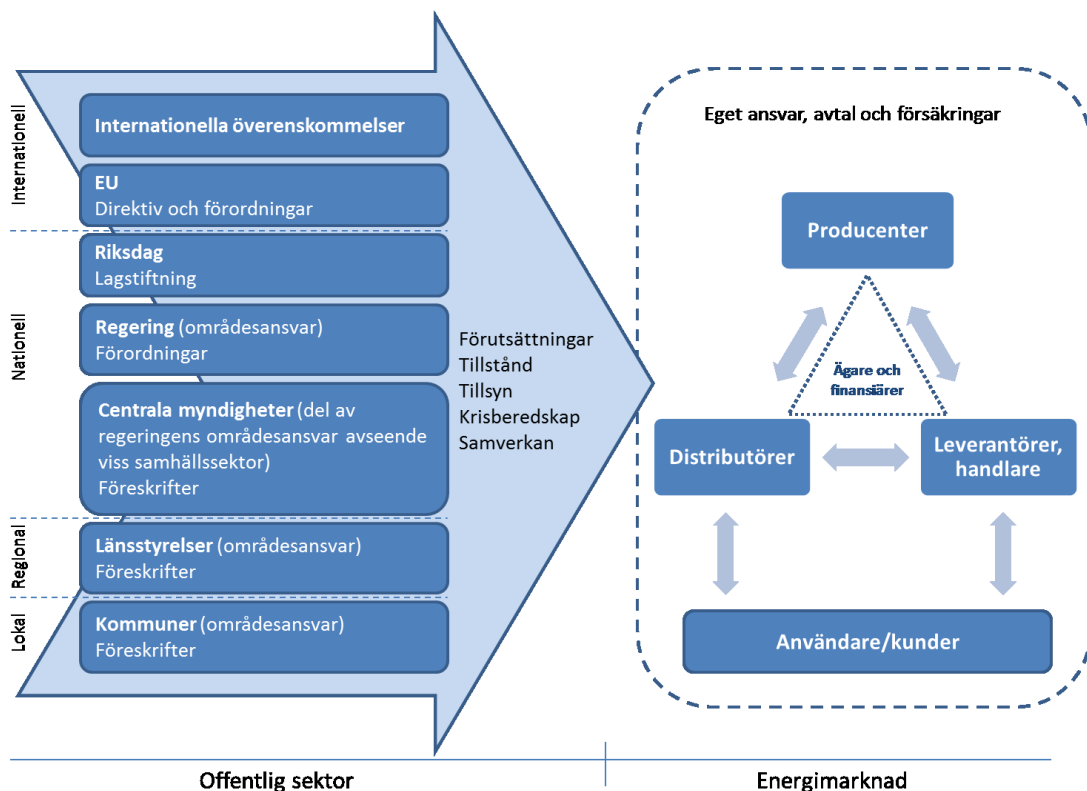 Internationell
Internationella överenskommelser
EU
Direktiv och förordningar
Nationell
Riksdag
Lagstiftning
Regering (områdesansvar)
Förordningar
Centrala myndigheter (del av
regeringens områdesansvar avseende
viss samhällssektor)
Föreskrifter
Regional
Länsstyrelser (områdesansvar)
Föreskrifter
Lokal
Kommuner (områdesansvar)
Föreskrifter
Förutsättningar
Tillstånd
Tillsyn
Krisberedskap
Samverkan
Eget ansvar, avtal och försäkringar
Producenter
Ägare och
finansiärer
Distributörer
Leverantörer,
handlare
Användare/kunder
Offentlig sektor
Energimarknad